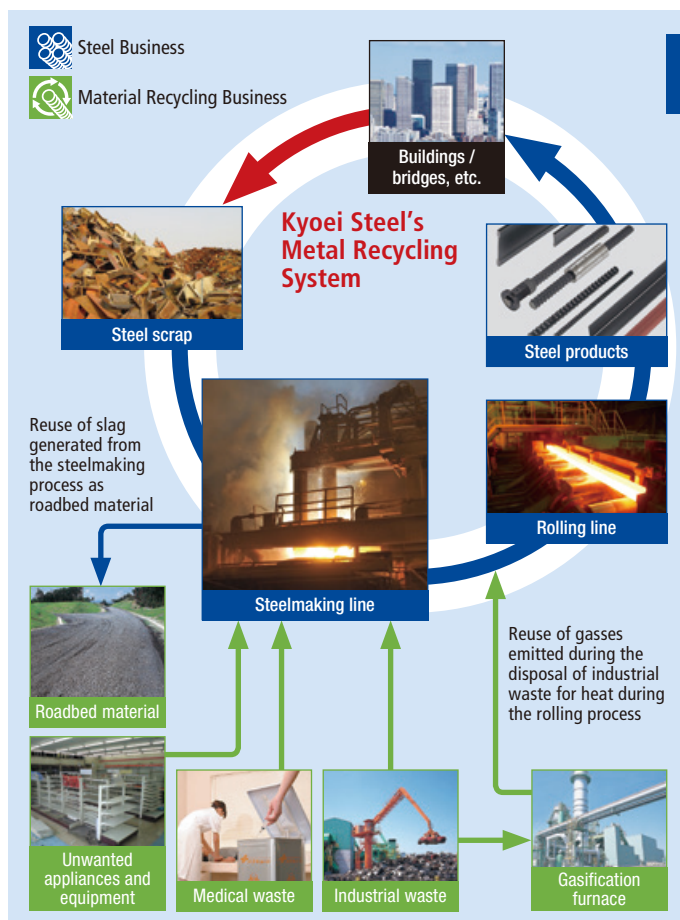 Steel Business
Material Recycling Business
Buildings /
bridges, etc.
Kyoei Steel’s
Metal Recycling
System
Steel scrap
Steel products
Reuse of slag
generated from
the steelmaking
process as
roadbed material
Rolling line
Steelmaking line
Reuse of gasses
emitted during the
disposal of industrial
waste for heat during
the rolling process
Roadbed material
Unwanted
appliances and
equipment
Medical waste
Industrial waste
Gasification
furnace